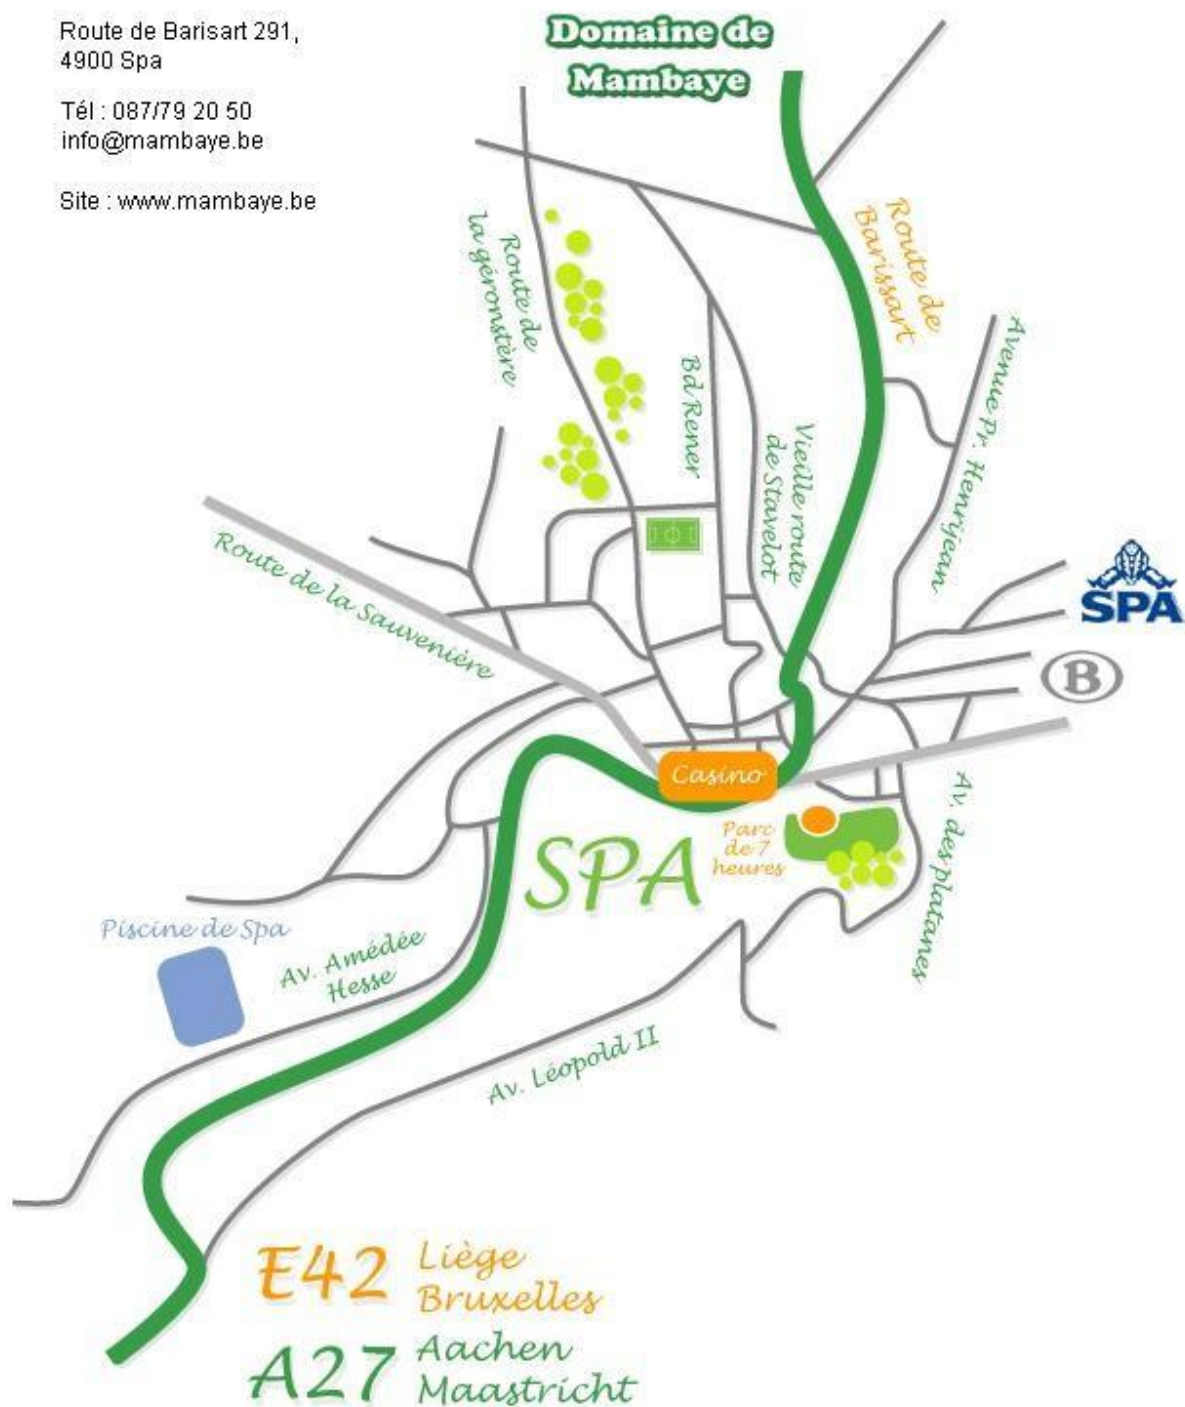 Route de Barisart 291,
4900 Spa
Tél : 087/79 20 50
info@mambaye.be
Site : www.mambaye.be
Domaine de
Mambaye
Route de
la géronstère
Route de
Barissart
Bd Rener
Avenue Pr. Henrijean
Vieille route
de Stavelot
Route de la Sauvenière
SPA
B
Casino
SPA
Parc
de 7
heures
Av. des platanes
Piscine de Spa
Av. Amédée
Hesse
Av. Léopold II
E42
Liège
Bruxelles
A27
Aachen
Maastricht